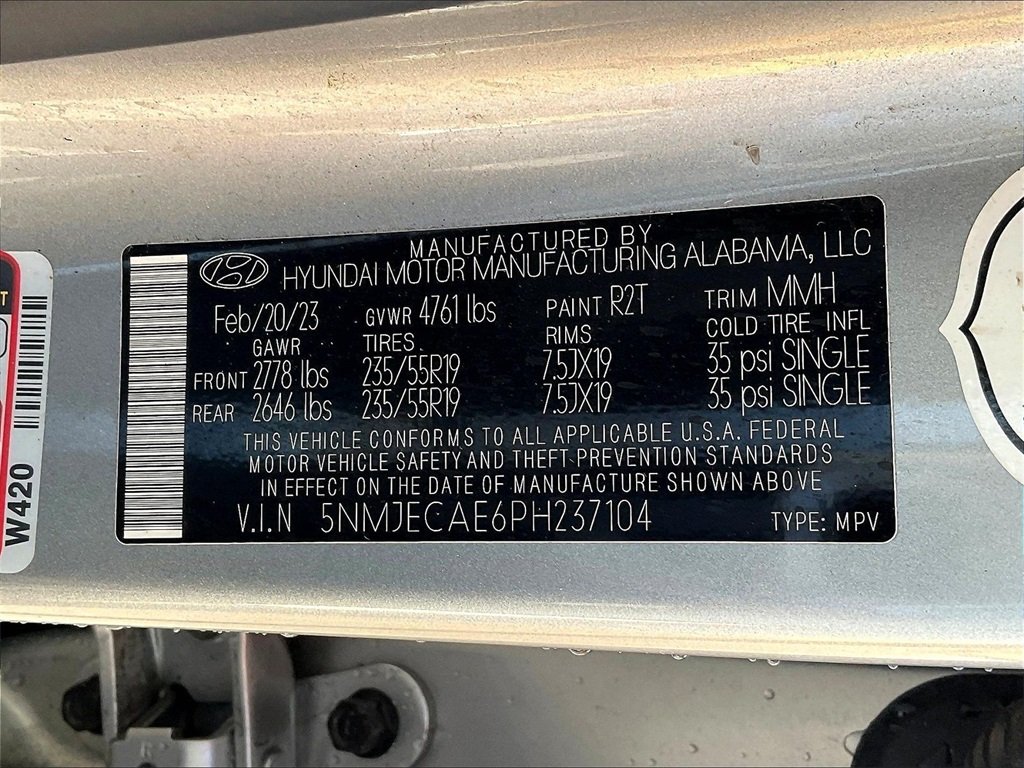 MANUFACTURED BY
HYUNDAI MOTOR MANUFACTURING ALABAMA, LLC
Feb/20/23 GVWR 4761 lbs PAINT R2T TRIM MMH
GAWR TIRES RIMS COLD TIRE INFL
FRONT 2778 lbs 235/55R19 7.5JX19 35 psi SINGLE
REAR 2646 lbs 235/55R19 7.5JX19 35 psi SINGLE
THIS VEHICLE CONFORMS TO ALL APPLICABLE U.S.A. FEDERAL
MOTOR VEHICLE SAFETY AND THEFT PREVENTION STANDARDS
IN EFFECT ON THE DATE OF MANUFACTURE SHOWN ABOVE
V.I.N 5NMJECAE6PH237104 TYPE: MPV
W420